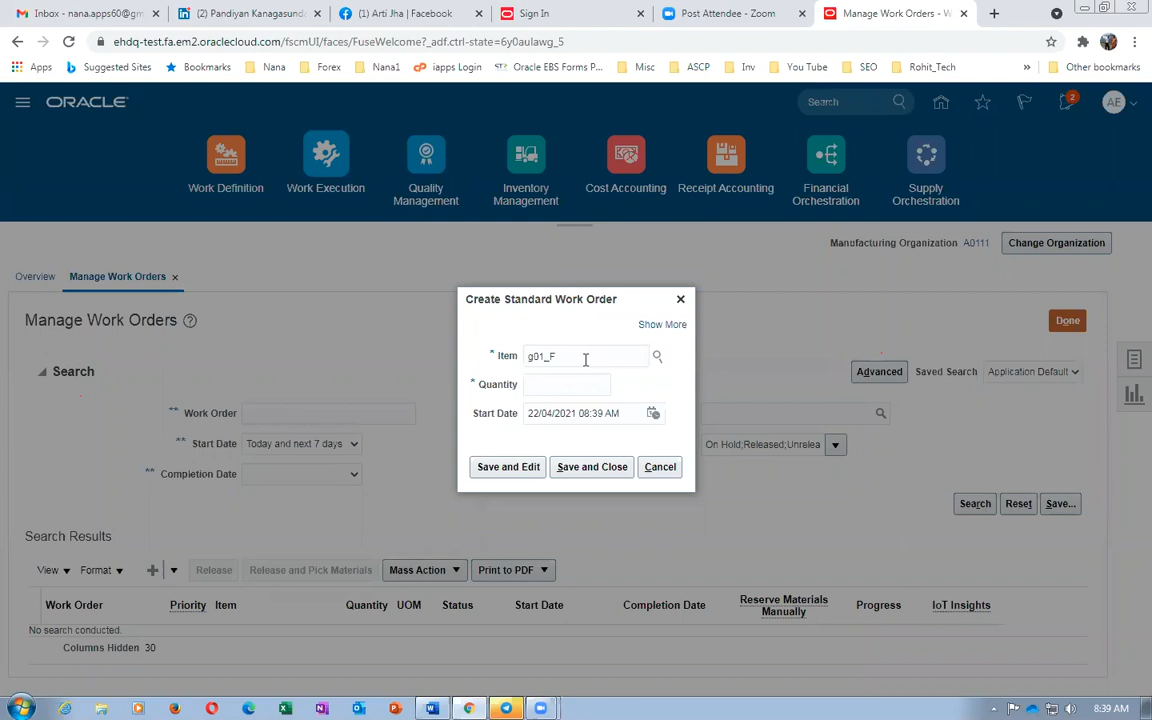 Inbox - nana.apps60@gm
(2) Pandiyan Kanagasund
(2) Arti Jha | Facebook
Sign In
Post Attendee - Zoom
Manage Work Orders - W
ehdq-test.fa.em2.oraclecloud.com/fscmUI/faces/FuseWelcome?_adf.ctrl-state=6y0aulawg_5
Apps
Suggested Sites
Bookmarks
Nana
Forex
Nana1
iapps Login
Oracle EBS Forms P...
Misc
ASCP
Inv
You Tube
SEO
Rohit_Tech
»
Other bookmarks
ORACLE
Search
2
AE
Work Definition
Work Execution
Quality Management
Inventory Management
Cost Accounting
Receipt Accounting
Financial Orchestration
Supply Orchestration
Manufacturing Organization A0111
Change Organization
Overview
Manage Work Orders
Manage Work Orders
Done
Search
Advanced
Saved Search
Application Default
** Work Order
** Start Date
Today and next 7 days
On Hold;Released;Unrelea
** Completion Date
Search
Reset
Save...
Create Standard Work Order
Show More
* Item
g01_F
* Quantity
Start Date
22/04/2021 08:39 AM
Save and Edit
Save and Close
Cancel
Search Results
View
Format
Release
Release and Pick Materials
Mass Action
Print to PDF
Work Order
Priority
Item
Quantity
UOM
Status
Start Date
Completion Date
Reserve Materials Manually
Progress
IoT Insights
No search conducted.
Columns Hidden 30
8:39 AM